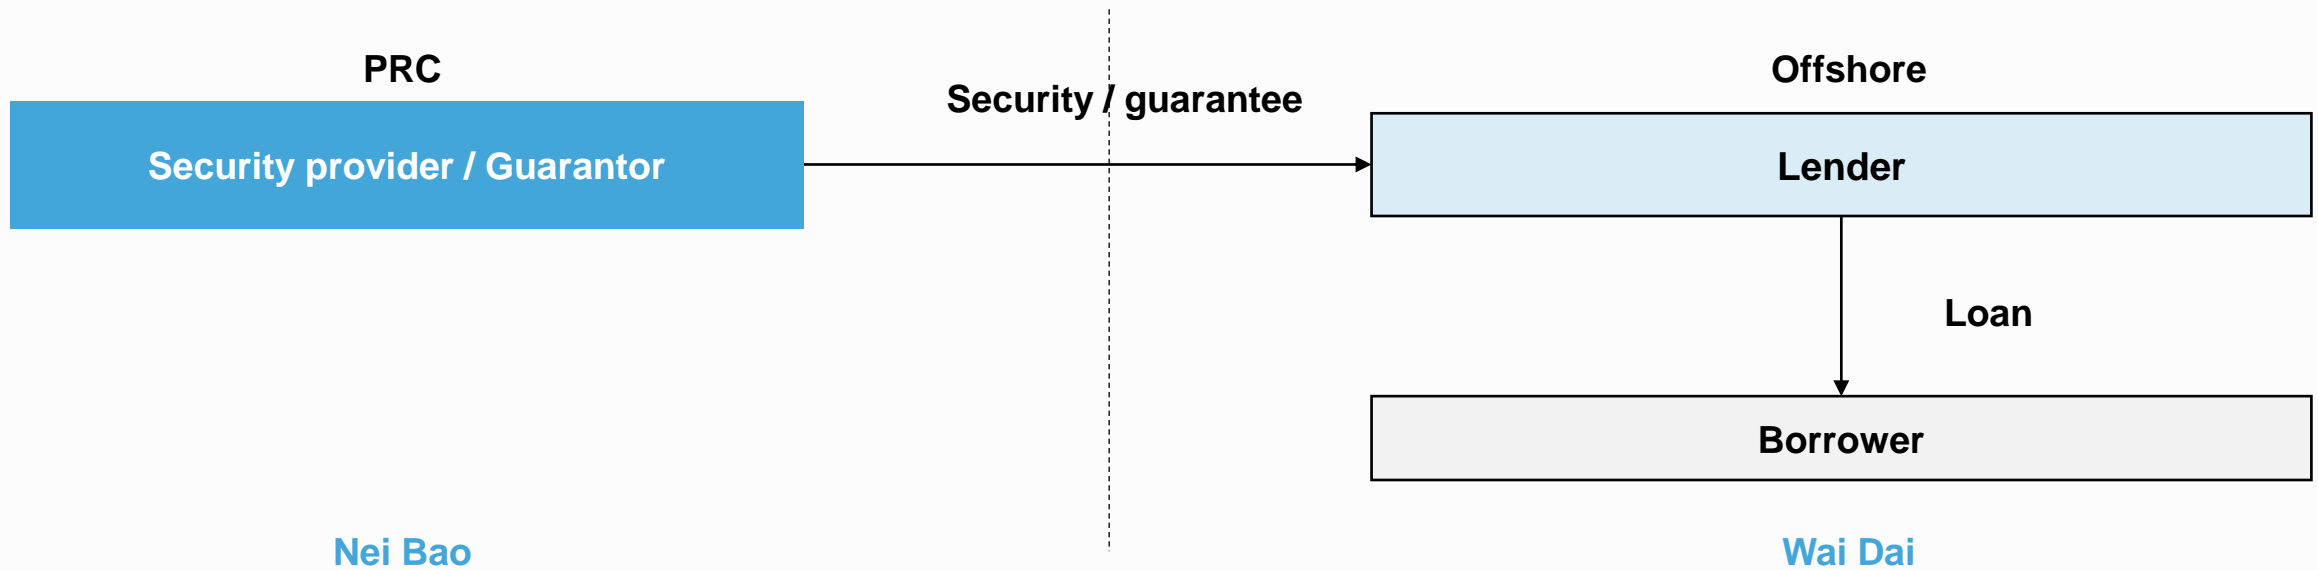 PRC
Offshore
Security / guarantee
Security provider / Guarantor
Lender
Loan
Borrower
Nei Bao
Wai Dai